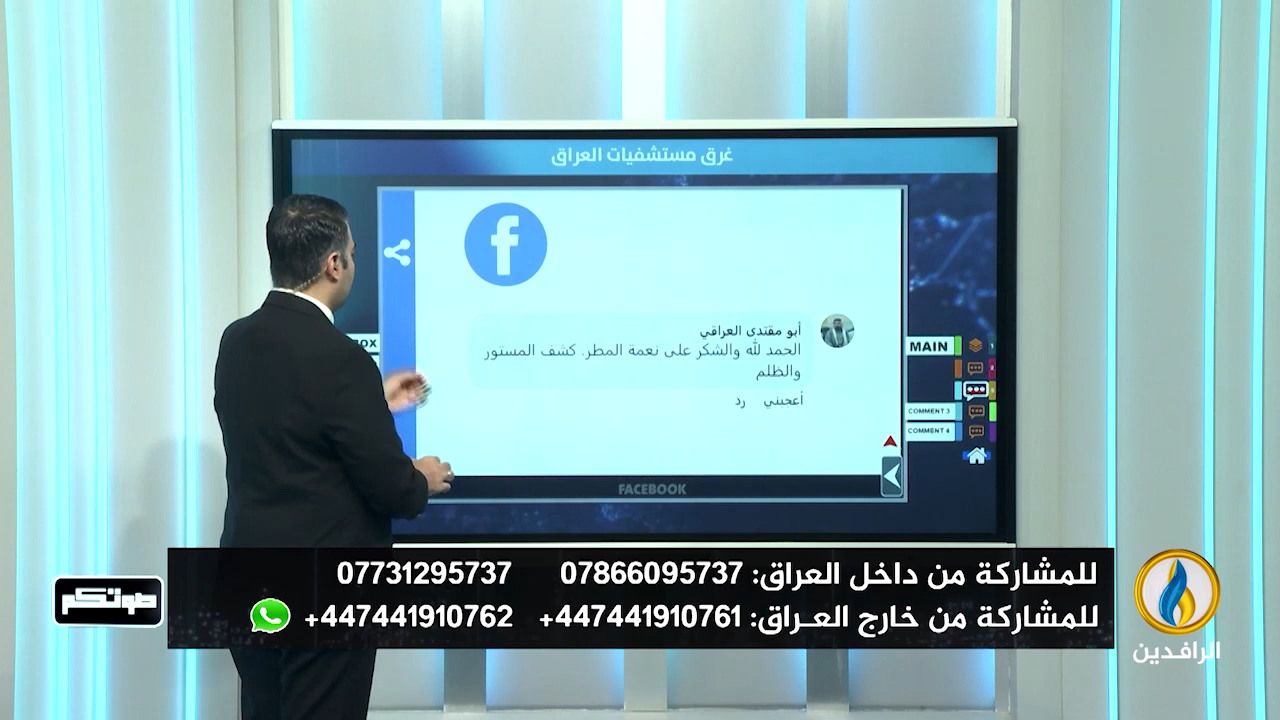 غرق مستشفيات العراق
f
أبو مقتدى العراقي
الحمد لله والشكر على نعمة المطر. كشف المستور
والظلم
أعجبني رد
FACEBOOK
MAIN
COMMENT 3
COMMENT 4
للمشاركة من داخل العراق: 07866095737 07731295737
للمشاركة من خارج العـراق: 447441910761+ 447441910762+
صوتكم
الرافدين